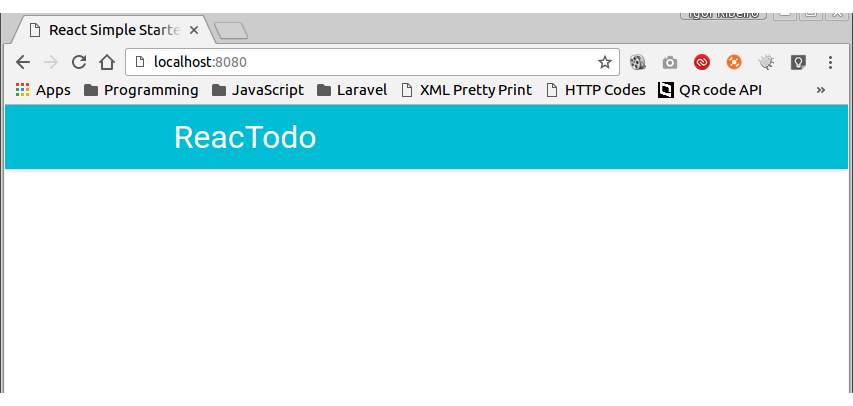 Igor Ribeiro
React Simple Starte
localhost:8080
Apps Programming JavaScript Laravel XML Pretty Print HTTP Codes QR code API »
ReacTodo